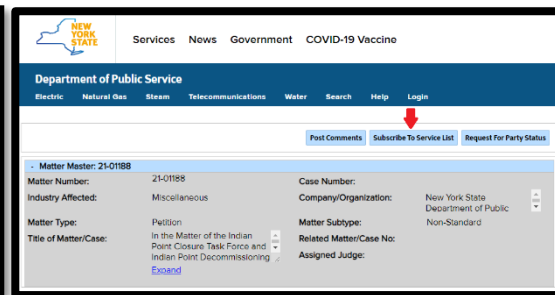 NEW
YORK
STATE
Services News Government COVID-19 Vaccine
Department of Public Service
Electric Natural Gas Steam Telecommunications Water Search Help Login
Post Comments Subscribe To Service List Request For Party Status
- Matter Master: 21-01188
Matter Number: 21-01188 Case Number:
Industry Affected: Miscellaneous Company/Organization: New York State
Department of Public
Matter Type: Petition Matter Subtype: Non-Standard
Title of Matter/Case: In the Matter of the Indian Related Matter/Case No:
Point Closure Task Force and
Indian Point Decommissioning Assigned Judge:
Expand